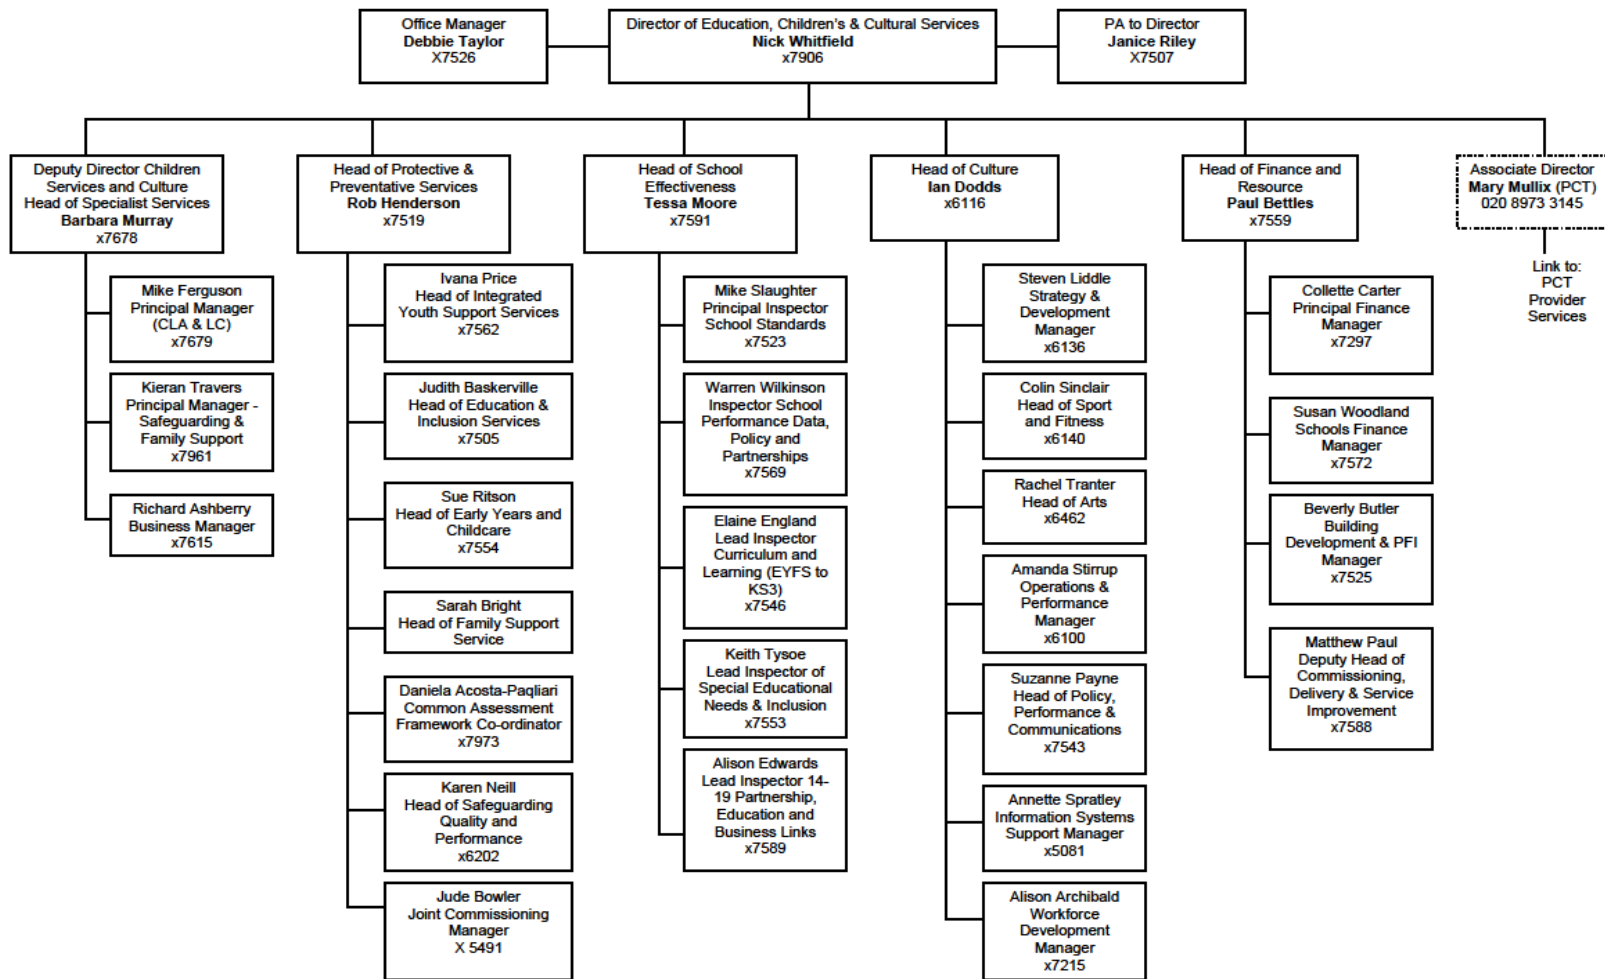 Office Manager
Debbie Taylor
X7526
Director of Education, Children's & Cultural Services
Nick Whitfield
x7906
PA to Director
Janice Riley
X7507
Deputy Director Children
Services and Culture
Head of Specialist Services
Barbara Murray
x7678
Head of Protective &
Preventative Services
Rob Henderson
x7519
Head of School
Effectiveness
Tessa Moore
x7591
Head of Culture
Ian Dodds
x6116
Head of Finance and
Resource
Paul Bettles
x7559
Associate Director
Mary Mullix (PCT)
020 8973 3145
Link to:
PCT
Provider
Services
Mike Ferguson
Principal Manager
(CLA & LC)
x7679
Kieran Travers
Principal Manager -
Safeguarding &
Family Support
x7961
Richard Ashberry
Business Manager
x7615
Ivana Price
Head of Integrated
Youth Support Services
x7562
Judith Baskerville
Head of Education &
Inclusion Services
x7505
Sue Ritson
Head of Early Years and
Childcare
x7554
Sarah Bright
Head of Family Support
Service
Daniela Acosta-Paqliari
Common Assessment
Framework Co-ordinator
x7973
Karen Neill
Head of Safeguarding
Quality and
Performance
x6202
Jude Bowler
Joint Commissioning
Manager
X 5491
Mike Slaughter
Principal Inspector
School Standards
x7523
Warren Wilkinson
Inspector School
Performance Data,
Policy and
Partnerships
x7569
Elaine England
Lead Inspector
Curriculum and
Learning (EYFS to
KS3)
x7546
Keith Tysoe
Lead Inspector of
Special Educational
Needs & Inclusion
x7553
Alison Edwards
Lead Inspector 14-
19 Partnership,
Education and
Business Links
x7589
Steven Liddle
Strategy &
Development
Manager
x6136
Colin Sinclair
Head of Sport
and Fitness
x6140
Rachel Tranter
Head of Arts
x6462
Amanda Stirrup
Operations &
Performance
Manager
x6100
Suzanne Payne
Head of Policy,
Performance &
Communications
x7543
Annette Spratley
Information Systems
Support Manager
x5081
Alison Archibald
Workforce
Development
Manager
x7215
Collette Carter
Principal Finance
Manager
x7297
Susan Woodland
Schools Finance
Manager
x7572
Beverly Butler
Building
Development & PFI
Manager
x7525
Matthew Paul
Deputy Head of
Commissioning,
Delivery & Service
Improvement
x7588